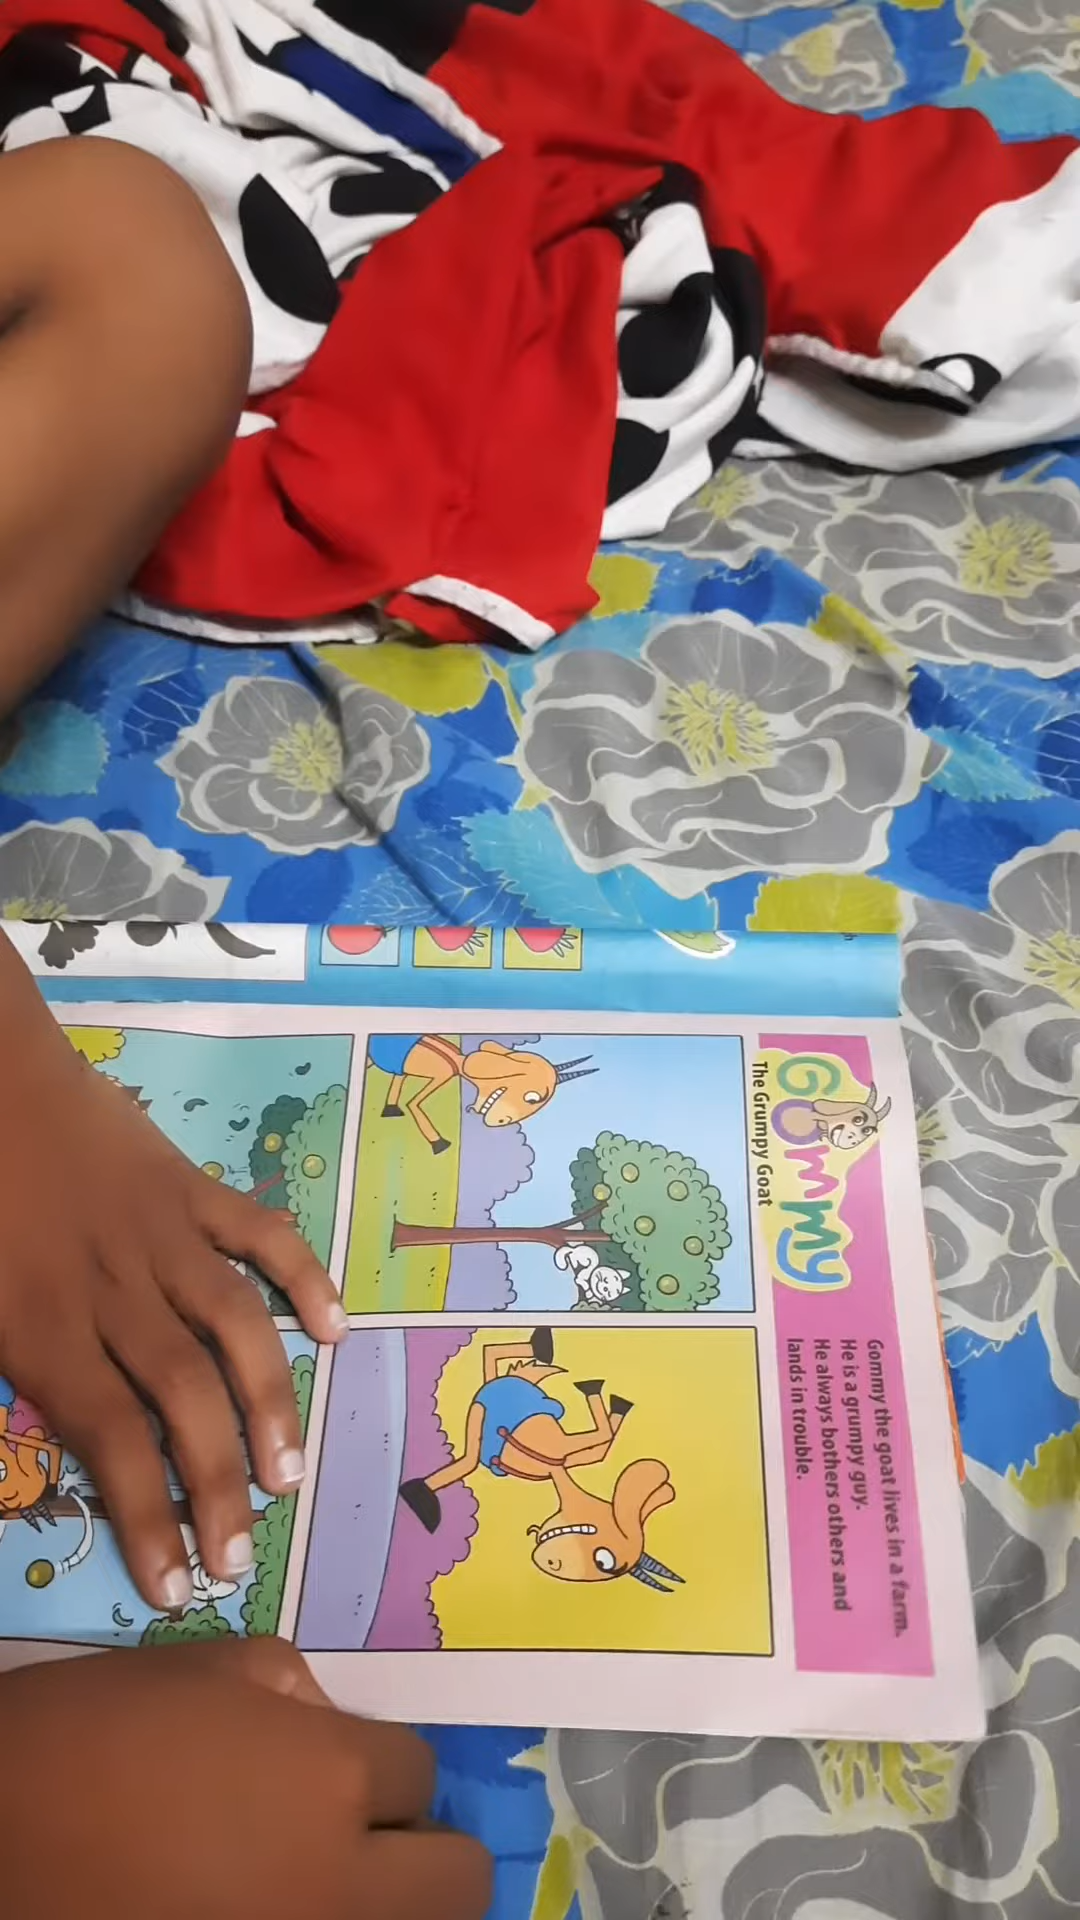 GOMMY
The Grumpy Goat
Gommy the goat lives in a farm.
He is a grumpy guy.
He always bothers others and
lands in trouble.